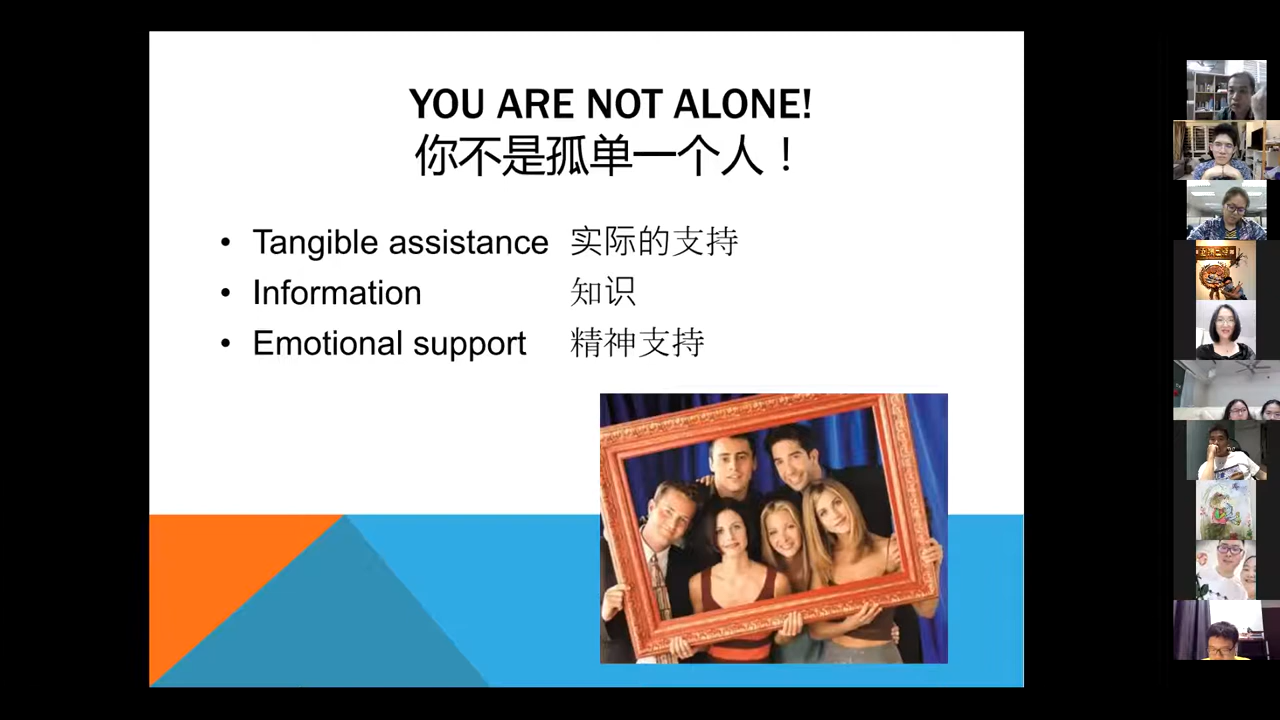 YOU ARE NOT ALONE!
你不是孤单一个人！
• Tangible assistance 实际的支持
• Information 知识
• Emotional support 精神支持